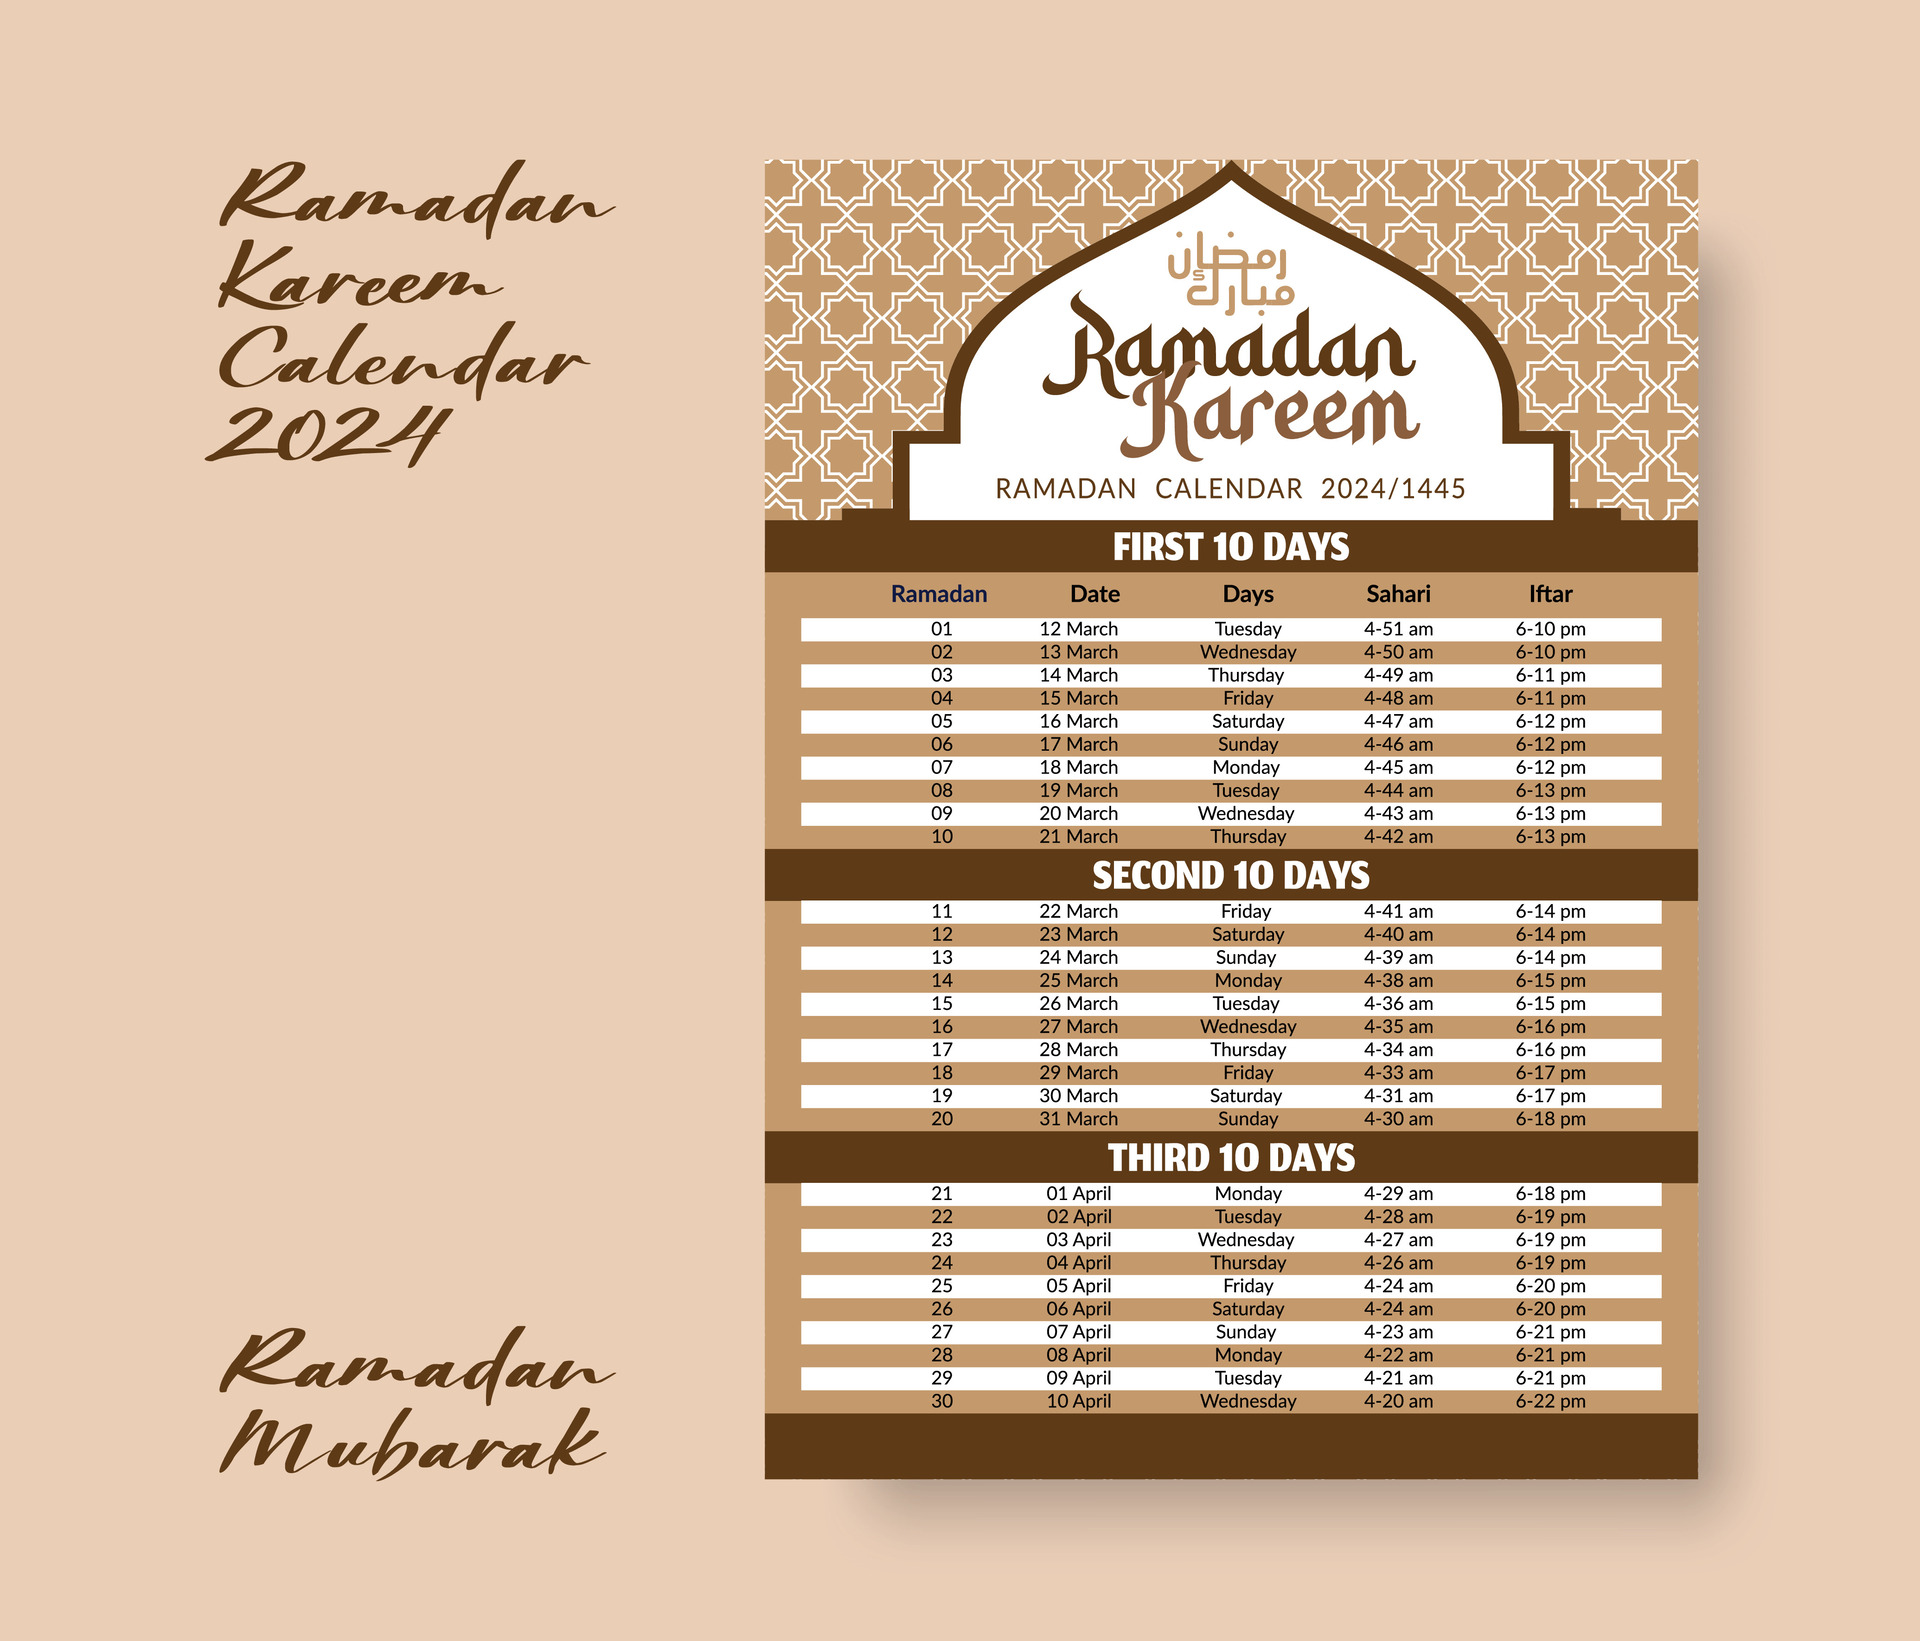 Ramadan
Kareem
Calendar
2024
Ramadan
Mubarak
رمضان
مبارك
Ramadan
Kareem
RAMADAN CALENDAR 2024/1445
FIRST 10 DAYS
Ramadan Date Days Sahari Iftar
01 12 March Tuesday 4-51 am 6-10 pm
02 13 March Wednesday 4-50 am 6-10 pm
03 14 March Thursday 4-49 am 6-11 pm
04 15 March Friday 4-48 am 6-11 pm
05 16 March Saturday 4-47 am 6-12 pm
06 17 March Sunday 4-46 am 6-12 pm
07 18 March Monday 4-45 am 6-12 pm
08 19 March Tuesday 4-44 am 6-13 pm
09 20 March Wednesday 4-43 am 6-13 pm
10 21 March Thursday 4-42 am 6-13 pm
SECOND 10 DAYS
11 22 March Friday 4-41 am 6-14 pm
12 23 March Saturday 4-40 am 6-14 pm
13 24 March Sunday 4-39 am 6-14 pm
14 25 March Monday 4-38 am 6-15 pm
15 26 March Tuesday 4-36 am 6-15 pm
16 27 March Wednesday 4-35 am 6-16 pm
17 28 March Thursday 4-34 am 6-16 pm
18 29 March Friday 4-33 am 6-17 pm
19 30 March Saturday 4-31 am 6-17 pm
20 31 March Sunday 4-30 am 6-18 pm
THIRD 10 DAYS
21 01 April Monday 4-29 am 6-18 pm
22 02 April Tuesday 4-28 am 6-19 pm
23 03 April Wednesday 4-27 am 6-19 pm
24 04 April Thursday 4-26 am 6-19 pm
25 05 April Friday 4-24 am 6-20 pm
26 06 April Saturday 4-24 am 6-20 pm
27 07 April Sunday 4-23 am 6-21 pm
28 08 April Monday 4-22 am 6-21 pm
29 09 April Tuesday 4-21 am 6-21 pm
30 10 April Wednesday 4-20 am 6-22 pm